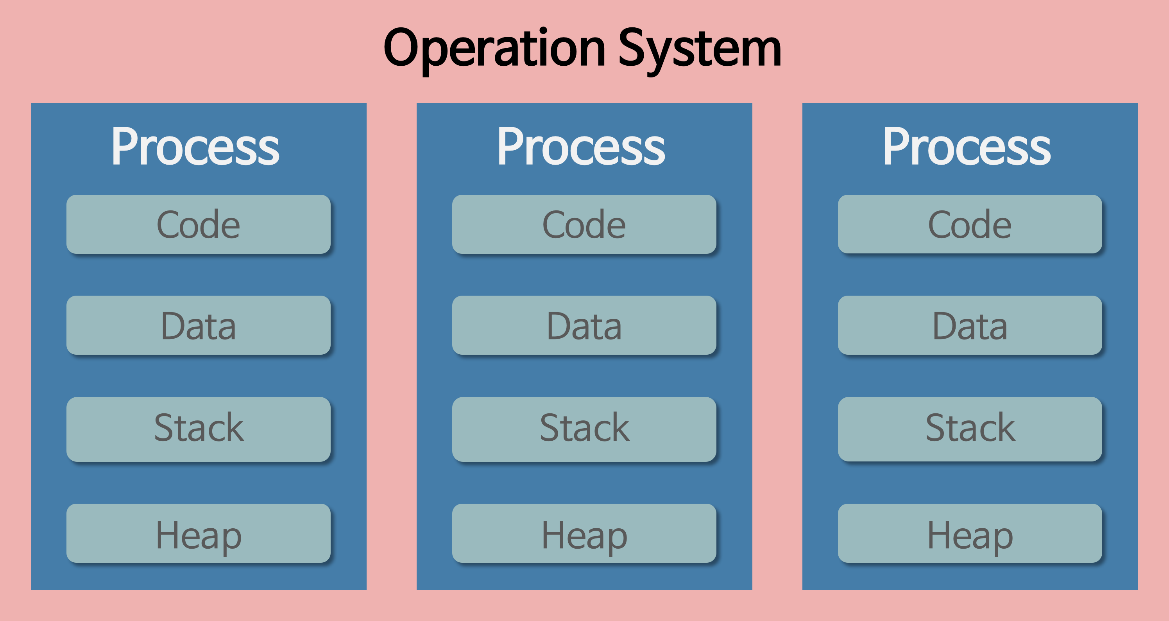 Operation System
Process
Code
Data
Stack
Heap
Process
Code
Data
Stack
Heap
Process
Code
Data
Stack
Heap